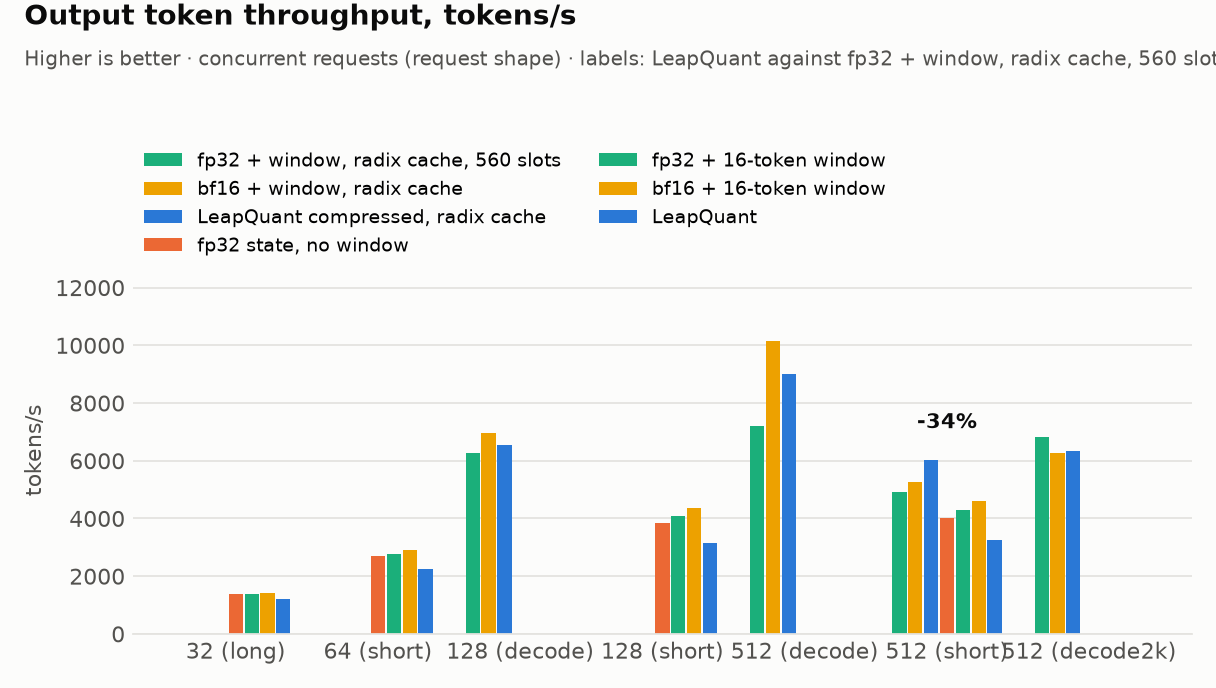 Output token throughput, tokens/s
Higher is better · concurrent requests (request shape) · labels: LeapQuant against fp32 + window, radix cache, 560
fp32 + window, radix cache, 560 slots
bf16 + window, radix cache
LeapQuant compressed, radix cache
fp32 state, no window
fp32 + 16-token window
bf16 + 16-token window
LeapQuant
tokens/s
12000
10000
8000
6000
4000
2000
0
-34%
32 (long)
64 (short)
128 (decode)
128 (short)
512 (decode)
512 (short)
512 (decode2k)